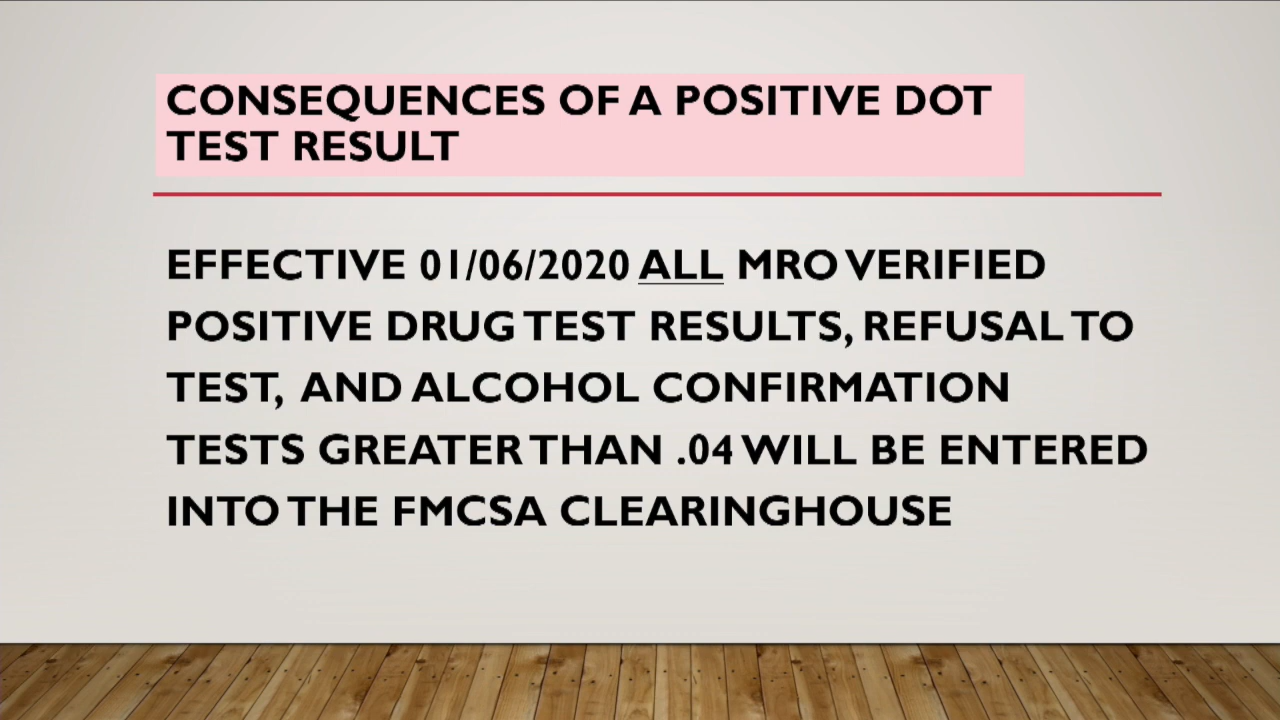 CONSEQUENCES OF A POSITIVE DOT
TEST RESULT
EFFECTIVE 01/06/2020 ALL MRO VERIFIED
POSITIVE DRUG TEST RESULTS, REFUSAL TO
TEST, AND ALCOHOL CONFIRMATION
TESTS GREATER THAN .04 WILL BE ENTERED
INTO THE FMCSA CLEARINGHOUSE